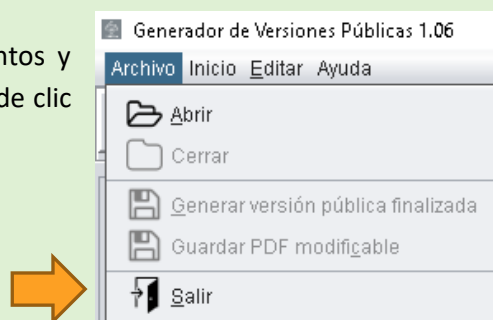 ntos y
de clic
Generador de Versiones Públicas 1.06
Archivo Inicio Editar Ayuda
Abrir
Cerrar
Generar versión pública finalizada
Guardar PDF modificable
Salir